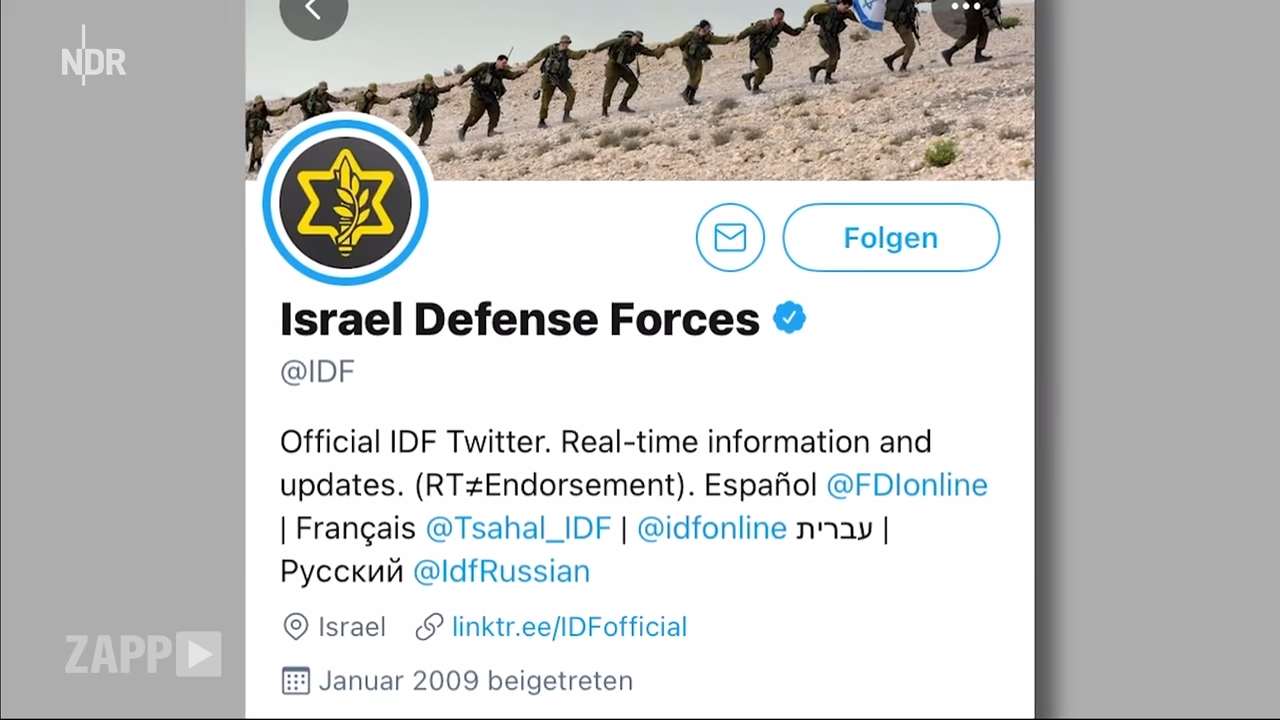 NDR
Folgen
Israel Defense Forces
@IDF
Official IDF Twitter. Real-time information and
updates. (RT≠Endorsement). Español @FDIonline
| Français @Tsahal_IDF | @idfonline עברית |
Русский @IdfRussian
Israel linktr.ee/IDFofficial
Januar 2009 beigetreten
ZAPP